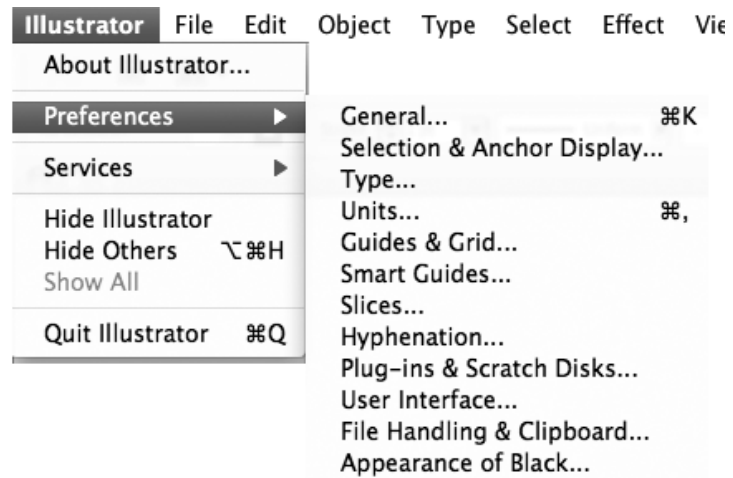 Illustrator File Edit Object Type Select Effect Vie
About Illustrator...
Preferences ▶
Services ▶
Hide Illustrator
Hide Others ⌥⌘H
Show All
Quit Illustrator ⌘Q
General... ⌘K
Selection & Anchor Display...
Type...
Units... ⌘,
Guides & Grid...
Smart Guides...
Slices...
Hyphenation...
Plug-ins & Scratch Disks...
User Interface...
File Handling & Clipboard...
Appearance of Black...